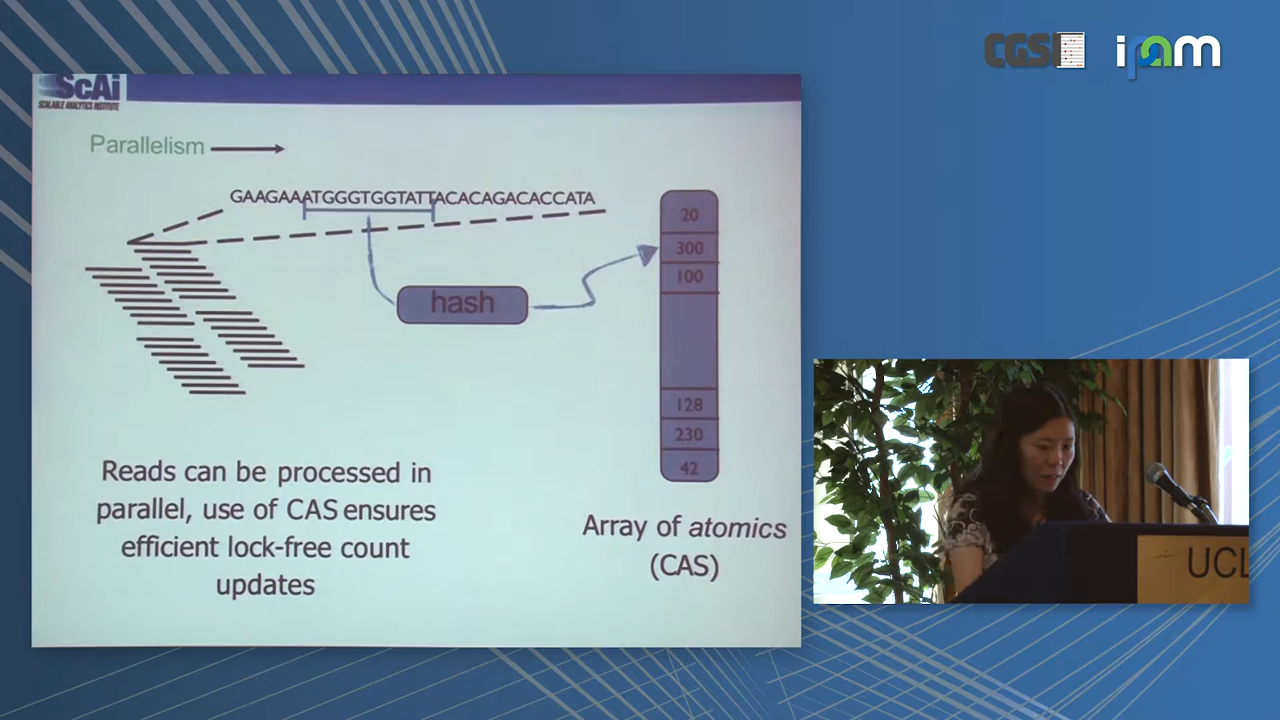 CGSI
ipam
ScAi
SCALABLE ANALYTICS INSTITUTE
Parallelism
GAAGAAATGGGTGGTATTACACAGACACCATA
20
300
100
hash
128
230
42
Reads can be processed in
parallel, use of CAS ensures
efficient lock-free count
updates
Array of atomics
(CAS)
UCL